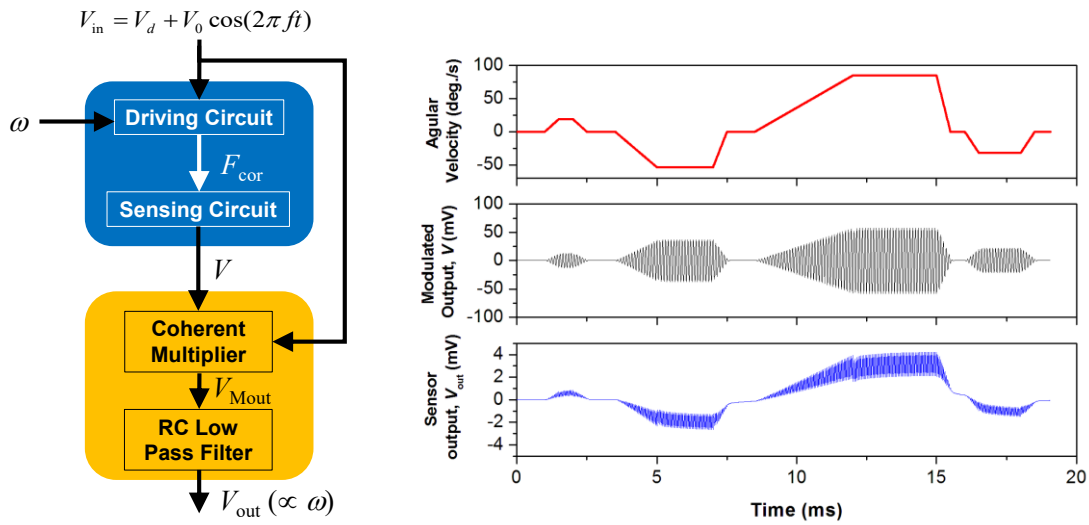 V_in = V_d + V_0 cos(2π ft)
ω
Driving Circuit
F_cor
Sensing Circuit
V
Coherent
Multiplier
V_Mout
RC Low
Pass Filter
V_out (∝ ω)
Agular
Velocity (deg./s)
100
50
0
-50
Modulated
Output, V (mV)
100
50
0
-50
-100
Sensor
output, V_out (mV)
4
2
0
-2
-4
0
5
10
15
20
Time (ms)